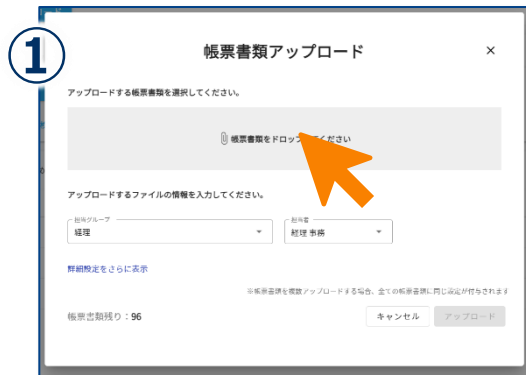 ①
帳票書類アップロード
×
アップロードする帳票書類を選択してください。
帳票書類をドロップ ください
アップロードするファイルの情報を入力してください。
担当グループ
経理
担当者
経理 事務
詳細設定をさらに表示
※帳票書類を複数アップロードする場合、全ての帳票書類に同じ設定が付与されます
帳票書類残り：96
キャンセル
アップロード